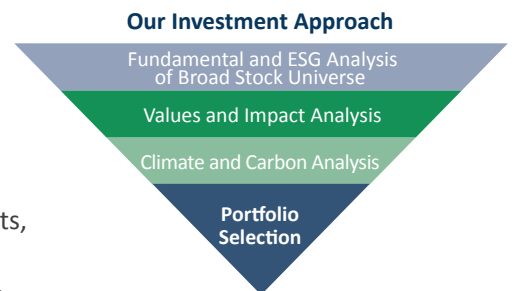 Our Investment Approach
Fundamental and ESG Analysis
of Broad Stock Universe
Values and Impact Analysis
Climate and Carbon Analysis
Portfolio
Selection
ts,